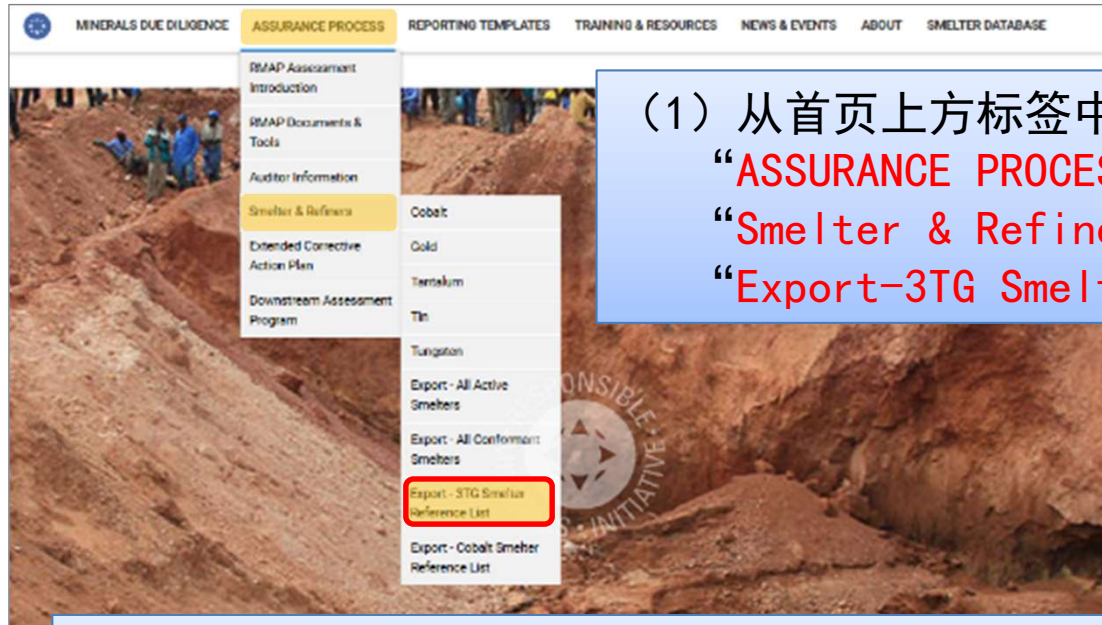 MINERALS DUE DILIGENCE ASSURANCE PROCESS REPORTING TEMPLATES TRAINING & RESOURCES NEWS & EVENTS ABOUT SMELTER DATABASE
RMAP Assessment
Introduction
RMAP Documents &
Tools
Auditor Information
Smelter & Refiners
Extended Corrective
Action Plan
Downstream Assessment
Program
Cobalt
Gold
Tantalum
Tin
Tungsten
Export - All Active
Smelters
Export - All Conformant
Smelters
Export - 3TG Smelter
Reference List
Export - Cobalt Smelter
Reference List
（1）从首页上方标签中
“ASSURANCE PROCES
“Smelter & Refine
“Export-3TG Smelt